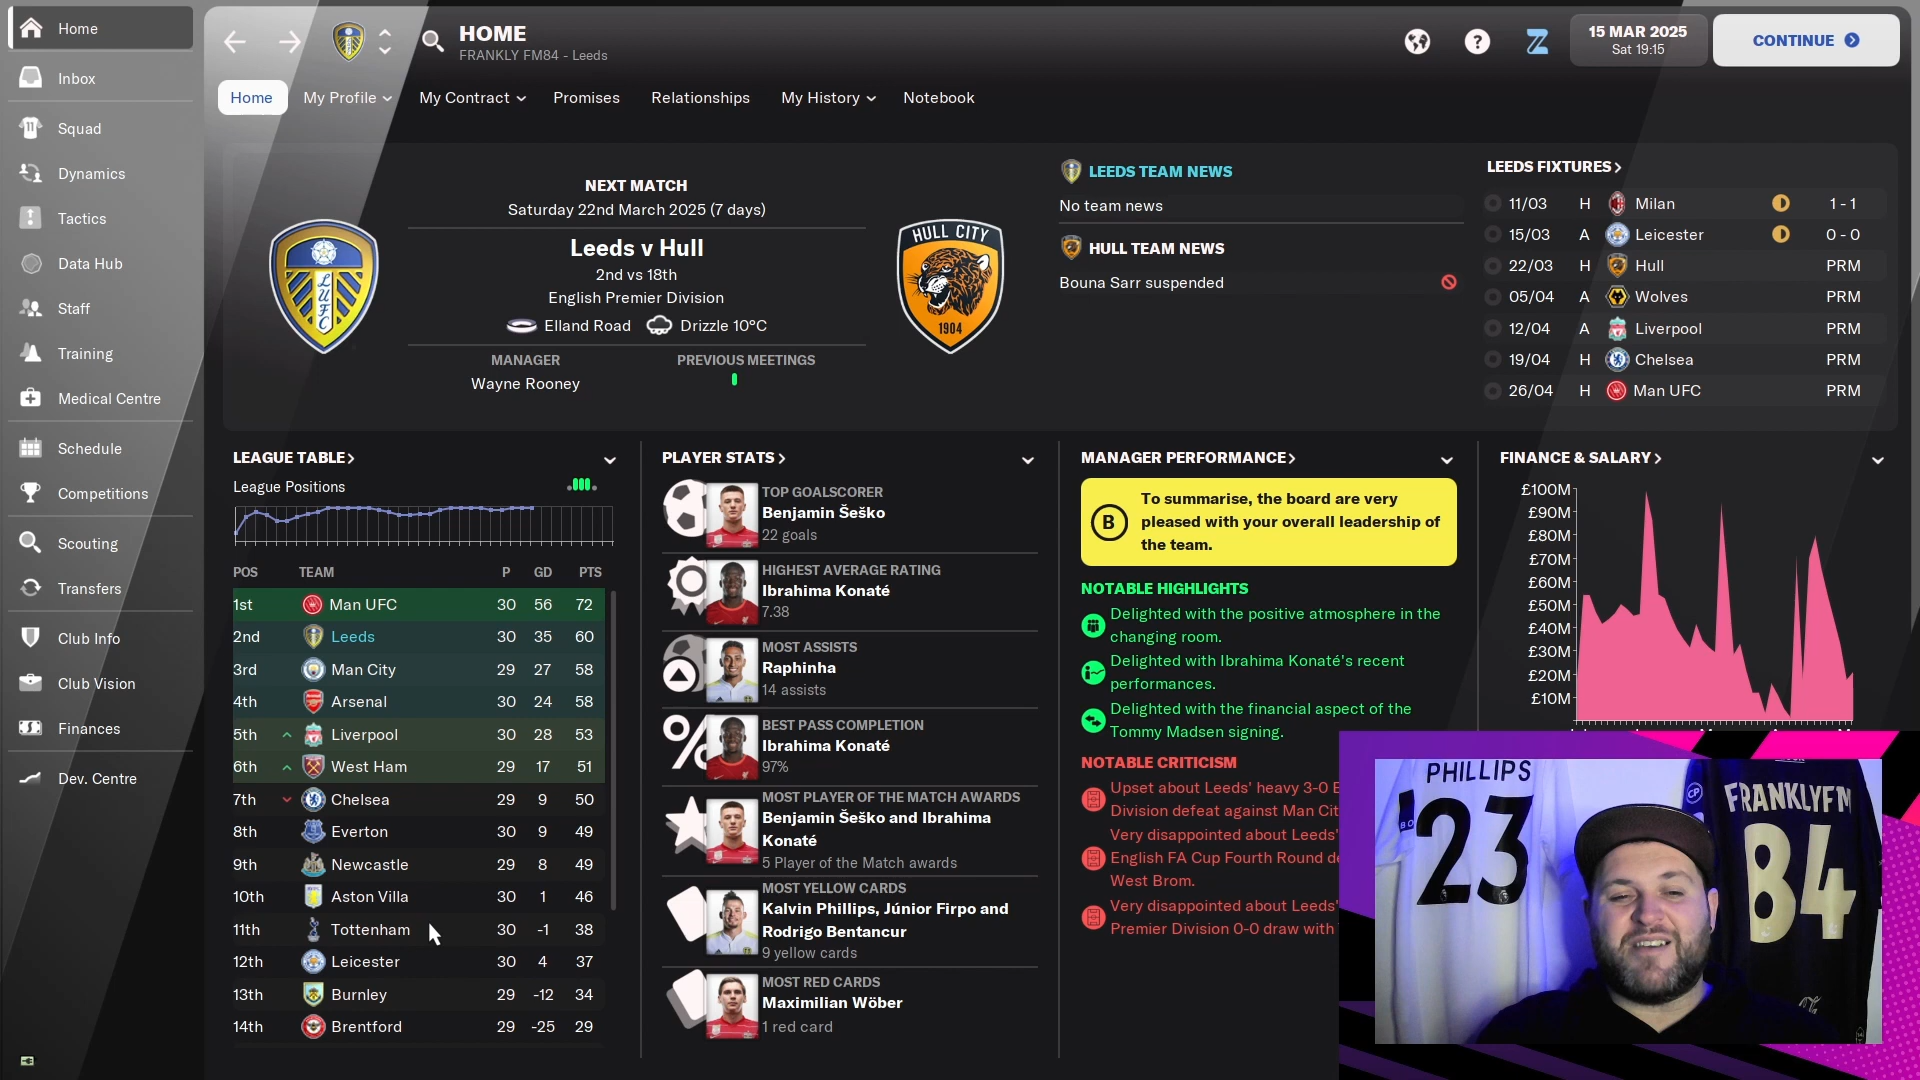 Home
Inbox
Squad
Dynamics
Tactics
Data Hub
Staff
Training
Medical Centre
Schedule
Competitions
Scouting
Transfers
Club Info
Club Vision
Finances
Dev. Centre
HOME
FRANKLY FM84 - Leeds
15 MAR 2025
Sat 19:15
CONTINUE
Home My Profile My Contract Promises Relationships My History Notebook
NEXT MATCH
Saturday 22nd March 2025 (7 days)
Leeds v Hull
2nd vs 18th
English Premier Division
Elland Road Drizzle 10°C
MANAGER PREVIOUS MEETINGS
Wayne Rooney
LUFC
HULL CITY
1904
LEEDS TEAM NEWS
No team news
HULL TEAM NEWS
Bouna Sarr suspended
LEEDS FIXTURES
11/03 H Milan 1 - 1
15/03 A Leicester 0 - 0
22/03 H Hull PRM
05/04 A Wolves PRM
12/04 A Liverpool PRM
19/04 H Chelsea PRM
26/04 H Man UFC PRM
LEAGUE TABLE
League Positions
POS TEAM P GD PTS
1st Man UFC 30 56 72
2nd Leeds 30 35 60
3rd Man City 29 27 58
4th Arsenal 30 24 58
5th Liverpool 30 28 53
6th West Ham 29 17 51
7th Chelsea 29 9 50
8th Everton 30 9 49
9th Newcastle 29 8 49
10th Aston Villa 30 1 46
11th Tottenham 30 -1 38
12th Leicester 30 4 37
13th Burnley 29 -12 34
14th Brentford 29 -25 29
PLAYER STATS
TOP GOALSCORER
Benjamin Šeško
22 goals
HIGHEST AVERAGE RATING
Ibrahima Konaté
7.38
MOST ASSISTS
Raphinha
14 assists
BEST PASS COMPLETION
Ibrahima Konaté
97%
MOST PLAYER OF THE MATCH AWARDS
Benjamin Šeško and Ibrahima
Konaté
5 Player of the Match awards
MOST YELLOW CARDS
Kalvin Phillips, Júnior Firpo and
Rodrigo Bentancur
9 yellow cards
MOST RED CARDS
Maximilian Wöber
1 red card
MANAGER PERFORMANCE
B
To summarise, the board are very
pleased with your overall leadership of
the team.
NOTABLE HIGHLIGHTS
Delighted with the positive atmosphere in the
changing room.
Delighted with Ibrahima Konaté's recent
performances.
Delighted with the financial aspect of the
Tommy Madsen signing.
NOTABLE CRITICISM
Upset about Leeds' heavy 3-0 E
Division defeat against Man Cit
Very disappointed about Leeds'
English FA Cup Fourth Round de
West Brom.
Very disappointed about Leeds'
Premier Division 0-0 draw with
FINANCE & SALARY
£100M
£90M
£80M
£70M
£60M
£50M
£40M
£30M
£20M
£10M
PHILLIPS
23
FRANKLYFM
84